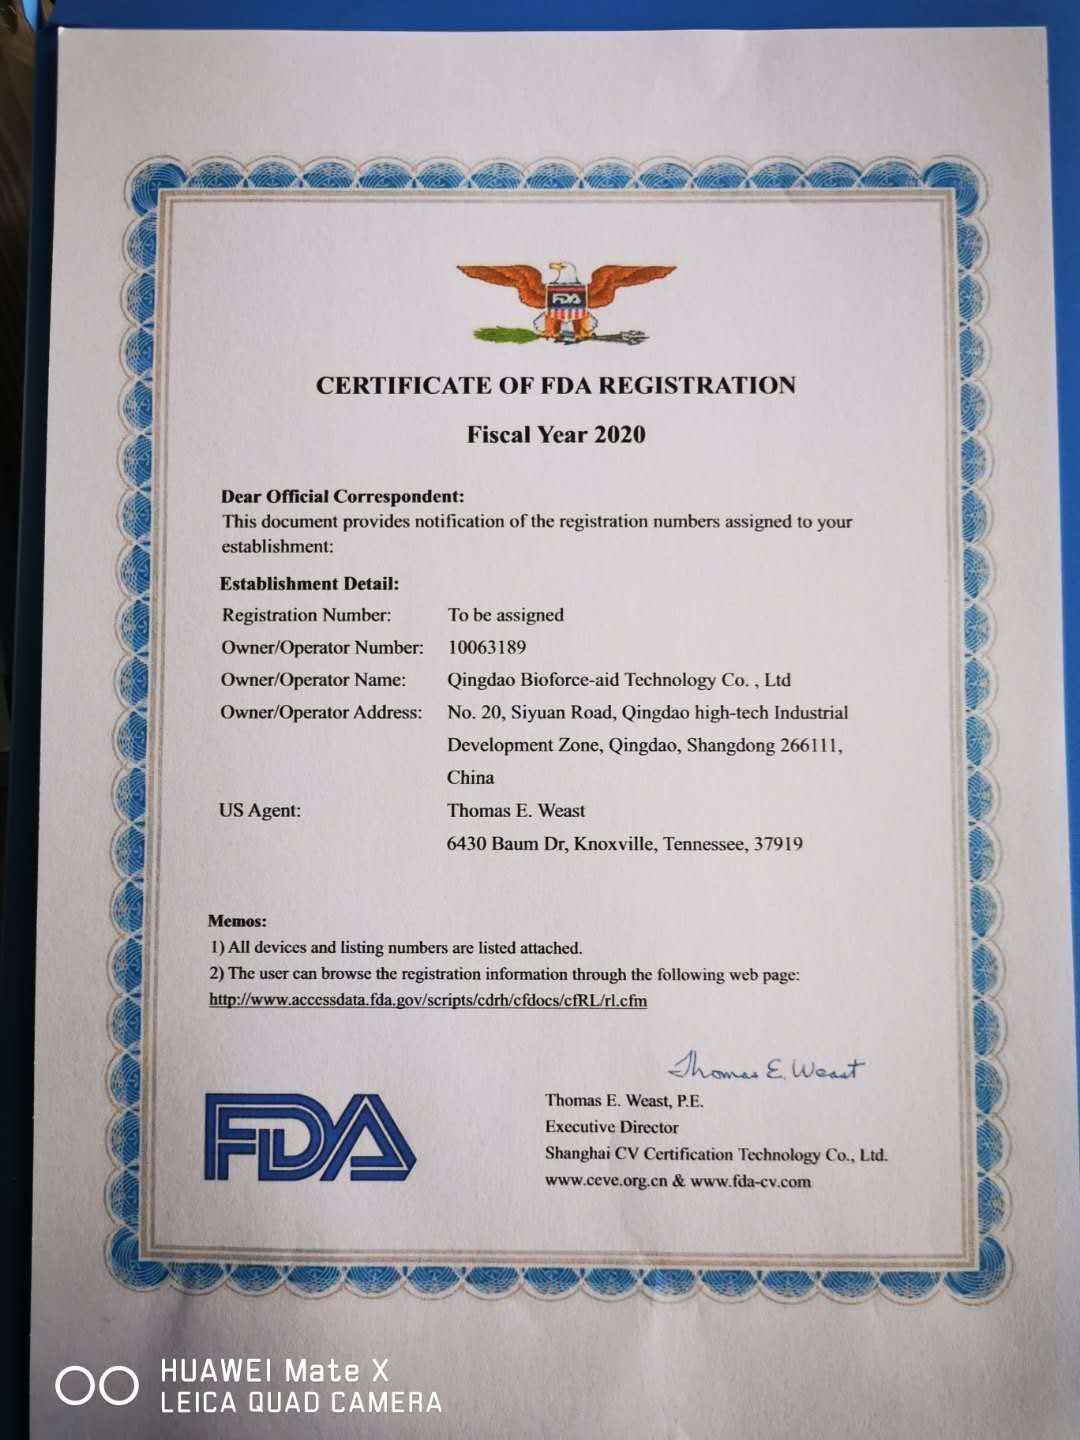 FDA
CERTIFICATE OF FDA REGISTRATION
Fiscal Year 2020
Dear Official Correspondent:
This document provides notification of the registration numbers assigned to your
establishment:
Establishment Detail:
Registration Number: To be assigned
Owner/Operator Number: 10063189
Owner/Operator Name: Qingdao Bioforce-aid Technology Co. , Ltd
Owner/Operator Address: No. 20, Siyuan Road, Qingdao high-tech Industrial
Development Zone, Qingdao, Shangdong 266111,
China
US Agent: Thomas E. Weast
6430 Baum Dr, Knoxville, Tennessee, 37919
Memos:
1) All devices and listing numbers are listed attached.
2) The user can browse the registration information through the following web page:
http://www.accessdata.fda.gov/scripts/cdrh/cfdocs/cfRL/rl.cfm
Thomas E. Weast
FDA
Thomas E. Weast, P.E.
Executive Director
Shanghai CV Certification Technology Co., Ltd.
www.ceve.org.cn & www.fda-cv.com
HUAWEI Mate X
LEICA QUAD CAMERA